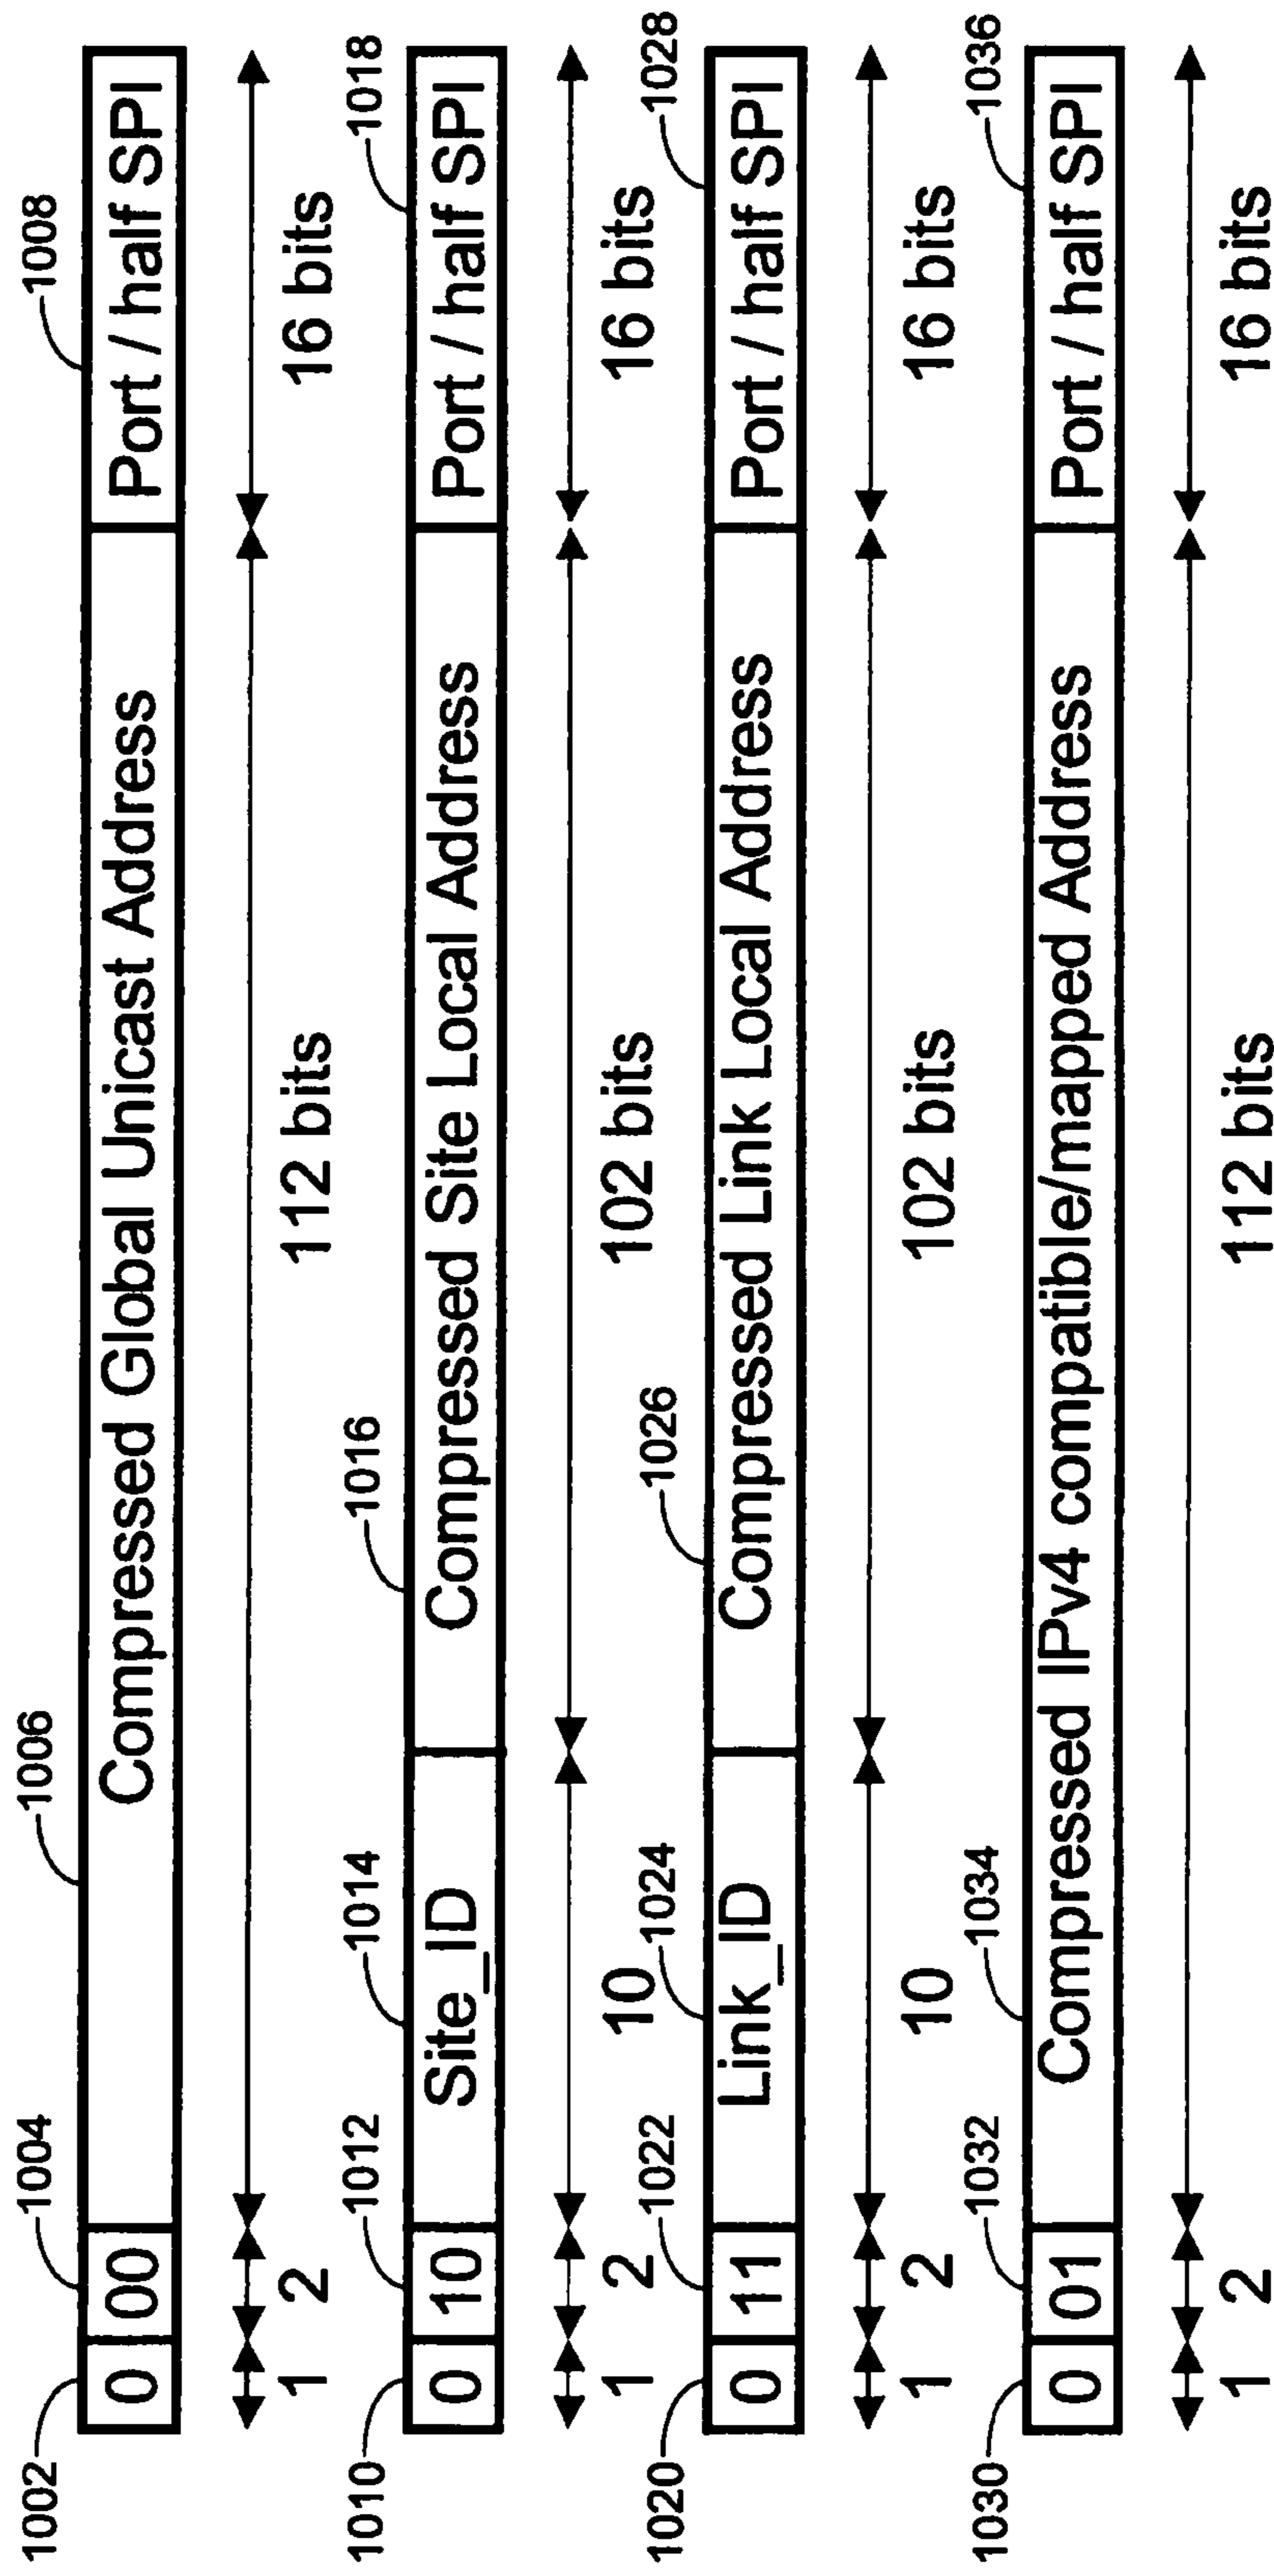 1002 1004 1006 1008
0 00 Compressed Global Unicast Address Port / half SPI
1 2 112 bits 16 bits
1010 1012 1014 1016 1018
0 10 Site_ID Compressed Site Local Address Port / half SPI
1 2 10 102 bits 16 bits
1020 1022 1024 1026 1028
0 11 Link_ID Compressed Link Local Address Port / half SPI
1 2 10 102 bits 16 bits
1030 1032 1034 1036
0 01 Compressed IPv4 compatible/mapped Address Port / half SPI
1 2 112 bits 16 bits